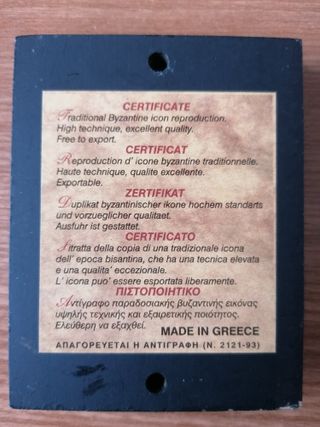 CERTIFICATE
Traditional Byzantine icon reproduction.
High technique, excellent quality.
Free to export.
CERTIFICAT
Reproduction d' icone byzantine traditionnelle.
Haute technique, qualite excellente.
Exportable.
ZERTIFIKAT
Duplikat byzantinischer ikone hochem standarts
und vorzueglicher qualitaet.
Ausfuhr ist gestattet.
CERTIFICATO
Sitratta della copia di una tradizionale icona
dell' epoca bisantina, che ha una tecnica elevata
e una qualita' eccezionale.
L' icona puo' essere esportata liberamente.
ΠΙΣΤΟΠΟΙΗΤΙΚΟ
Αντίγραφο παραδοσιακής βυζαντινής εικόνας
υψηλής τεχνικής και εξαιρετικής ποιότητος.
Ελεύθερη να εξαχθεί.
MADE IN GREECE
ΑΠΑΓΟΡΕΥΕΤΑΙ Η ΑΝΤΙΓΡΑΦΗ (Ν. 2121-93)